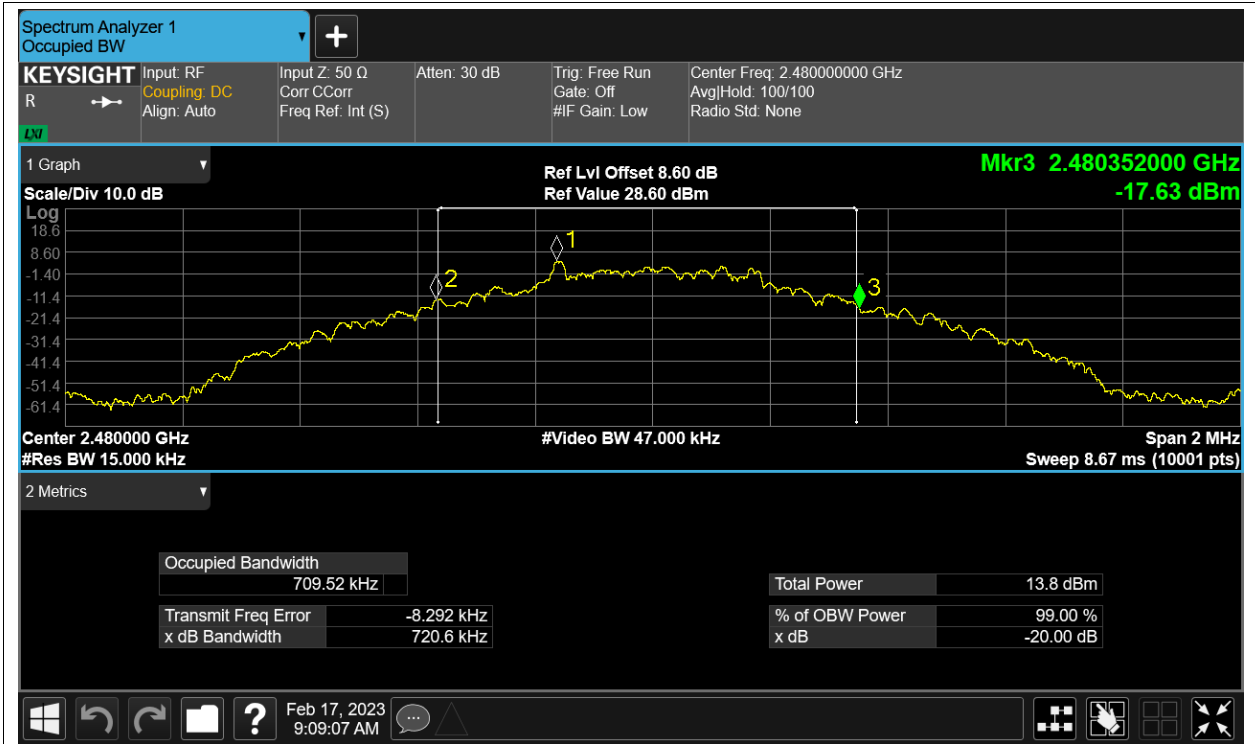 Spectrum Analyzer 1
Occupied BW
KEYSIGHT
R
LXI
Input: RF
Coupling: DC
Align: Auto
Input Z: 50 Ω
Corr CCorr
Freq Ref: Int (S)
Atten: 30 dB
Trig: Free Run
Gate: Off
#IF Gain: Low
Center Freq: 2.480000000 GHz
Avg|Hold: 100/100
Radio Std: None
1 Graph
Scale/Div 10.0 dB
Ref Lvl Offset 8.60 dB
Ref Value 28.60 dBm
Mkr3 2.480352000 GHz
-17.63 dBm
Log
18.6
8.60
-1.40
-11.4
-21.4
-31.4
-41.4
-51.4
-61.4
1
2
3
Center 2.480000 GHz
#Video BW 47.000 kHz
Span 2 MHz
#Res BW 15.000 kHz
Sweep 8.67 ms (10001 pts)
2 Metrics
Occupied Bandwidth
709.52 kHz
Total Power 13.8 dBm
Transmit Freq Error -8.292 kHz
% of OBW Power 99.00 %
x dB Bandwidth 720.6 kHz
x dB -20.00 dB
?
Feb 17, 2023
9:09:07 AM